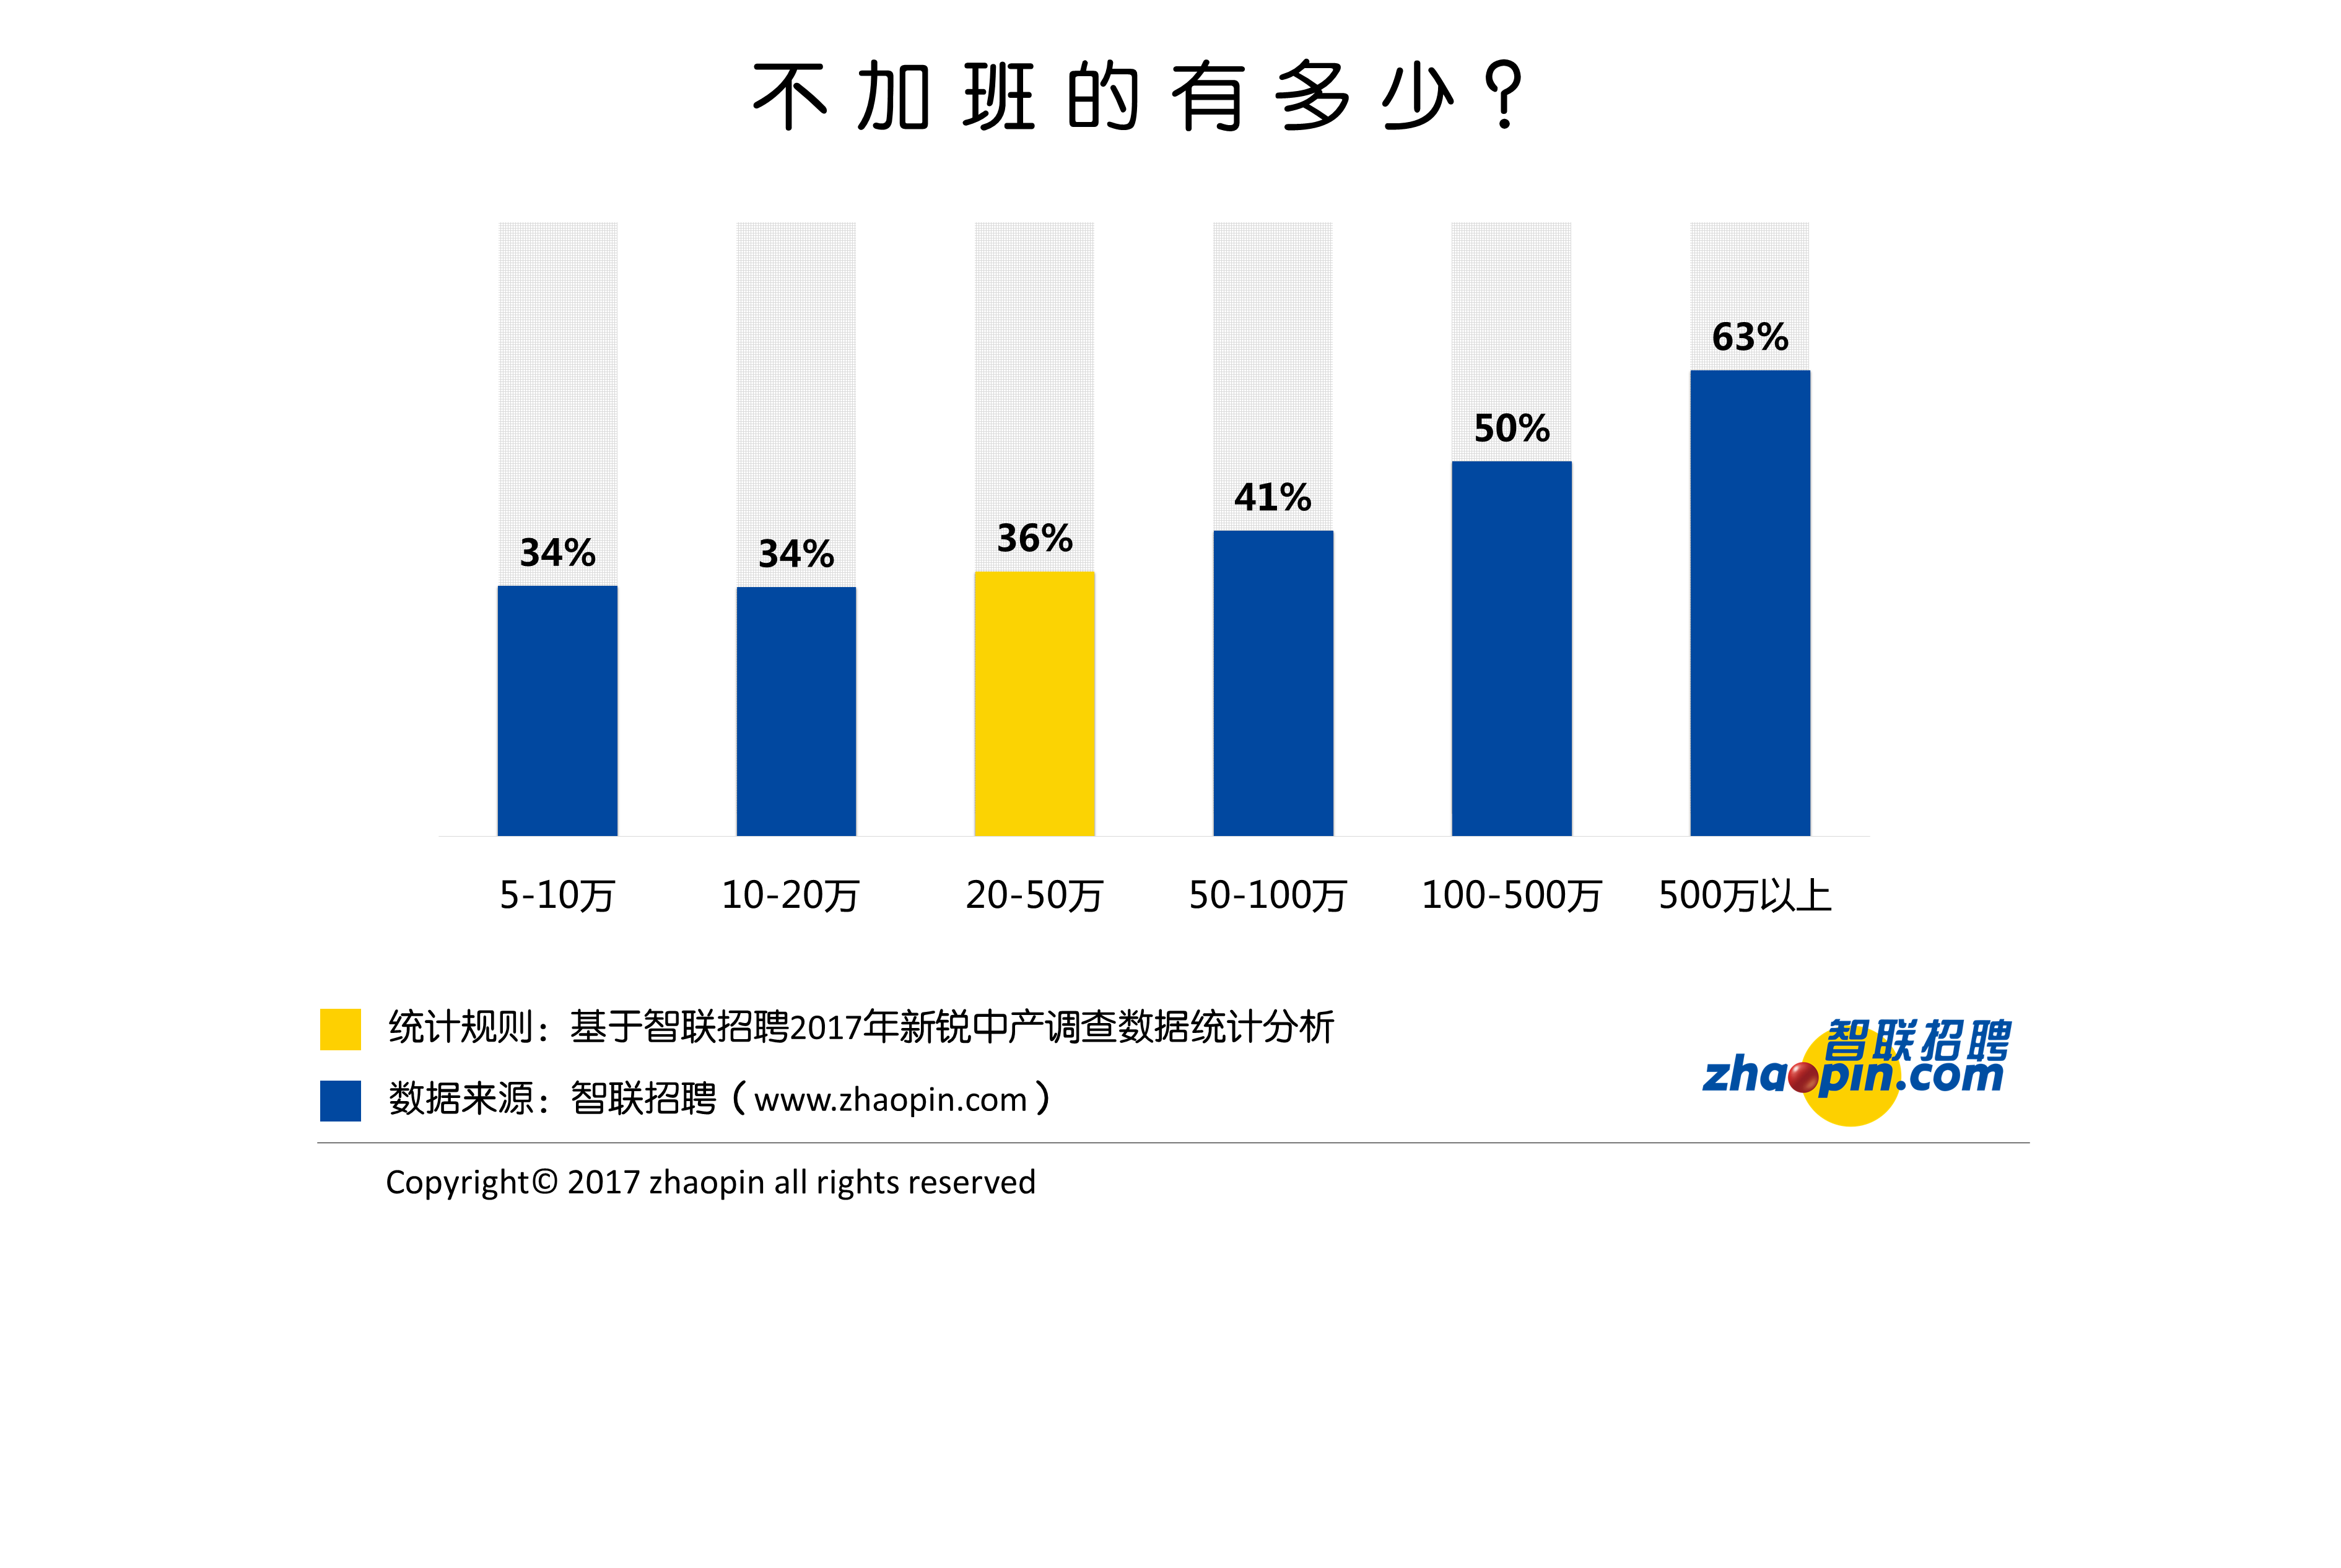 不加班的有多少?
34%
34%
36%
41%
50%
63%
5-10万
10-20万
20-50万
50-100万
100-500万
500万以上
统计规则：基于智联招聘2017年新锐中产调查数据统计分析
数据来源：智联招聘（www.zhaopin.com）
智联招聘
zhaopin.com
Copyright© 2017 zhaopin all rights reserved